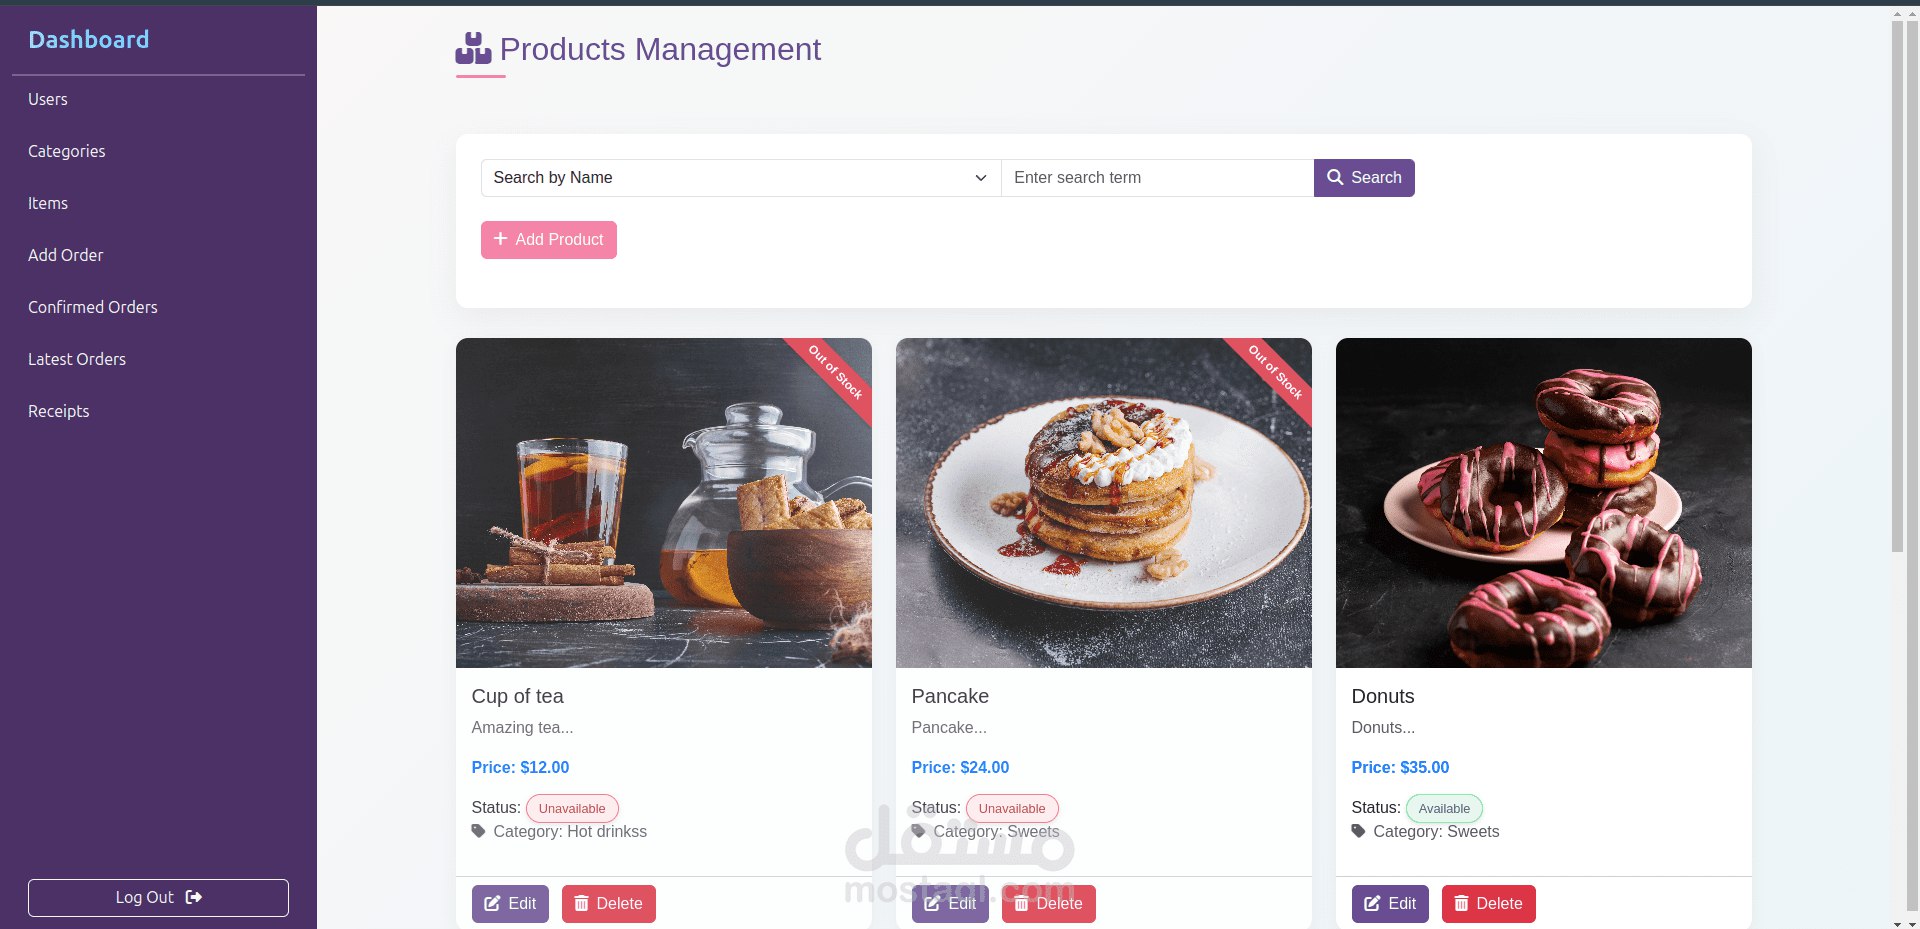 Dashboard
Users
Categories
Items
Add Order
Confirmed Orders
Latest Orders
Receipts
Log Out
Products Management
Search by Name
Enter search term
Search
Add Product
Out of Stock
Cup of tea
Amazing tea...
Price: $12.00
Status: Unavailable
Category: Hot drinkss
Edit
Delete
Out of Stock
Pancake
Pancake...
Price: $24.00
Status: Unavailable
Category: Sweets
Edit
Delete
Donuts
Donuts...
Price: $35.00
Status: Available
Category: Sweets
Edit
Delete
مستقل
mostaql.com